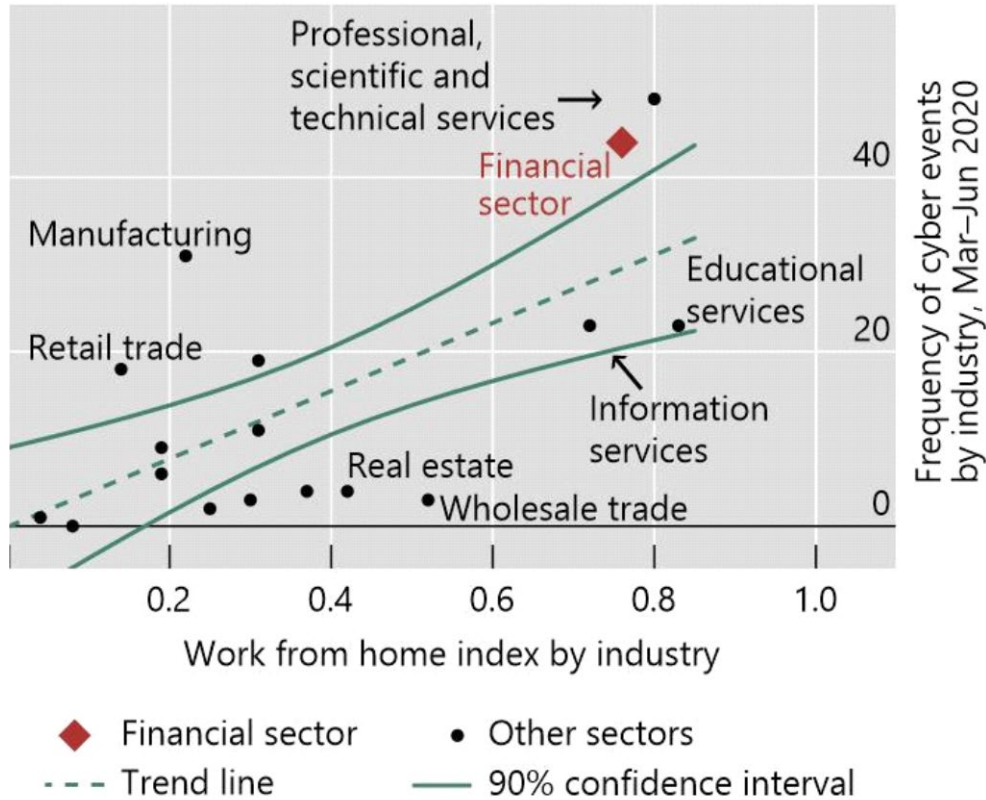 Professional,
scientific and
technical services
Financial
sector
Manufacturing
Retail trade
Educational
services
Information
services
Real estate
Wholesale trade
40
20
0
Frequency of cyber events
by industry, Mar–Jun 2020
0.2
0.4
0.6
0.8
1.0
Work from home index by industry
Financial sector
Other sectors
Trend line
90% confidence interval